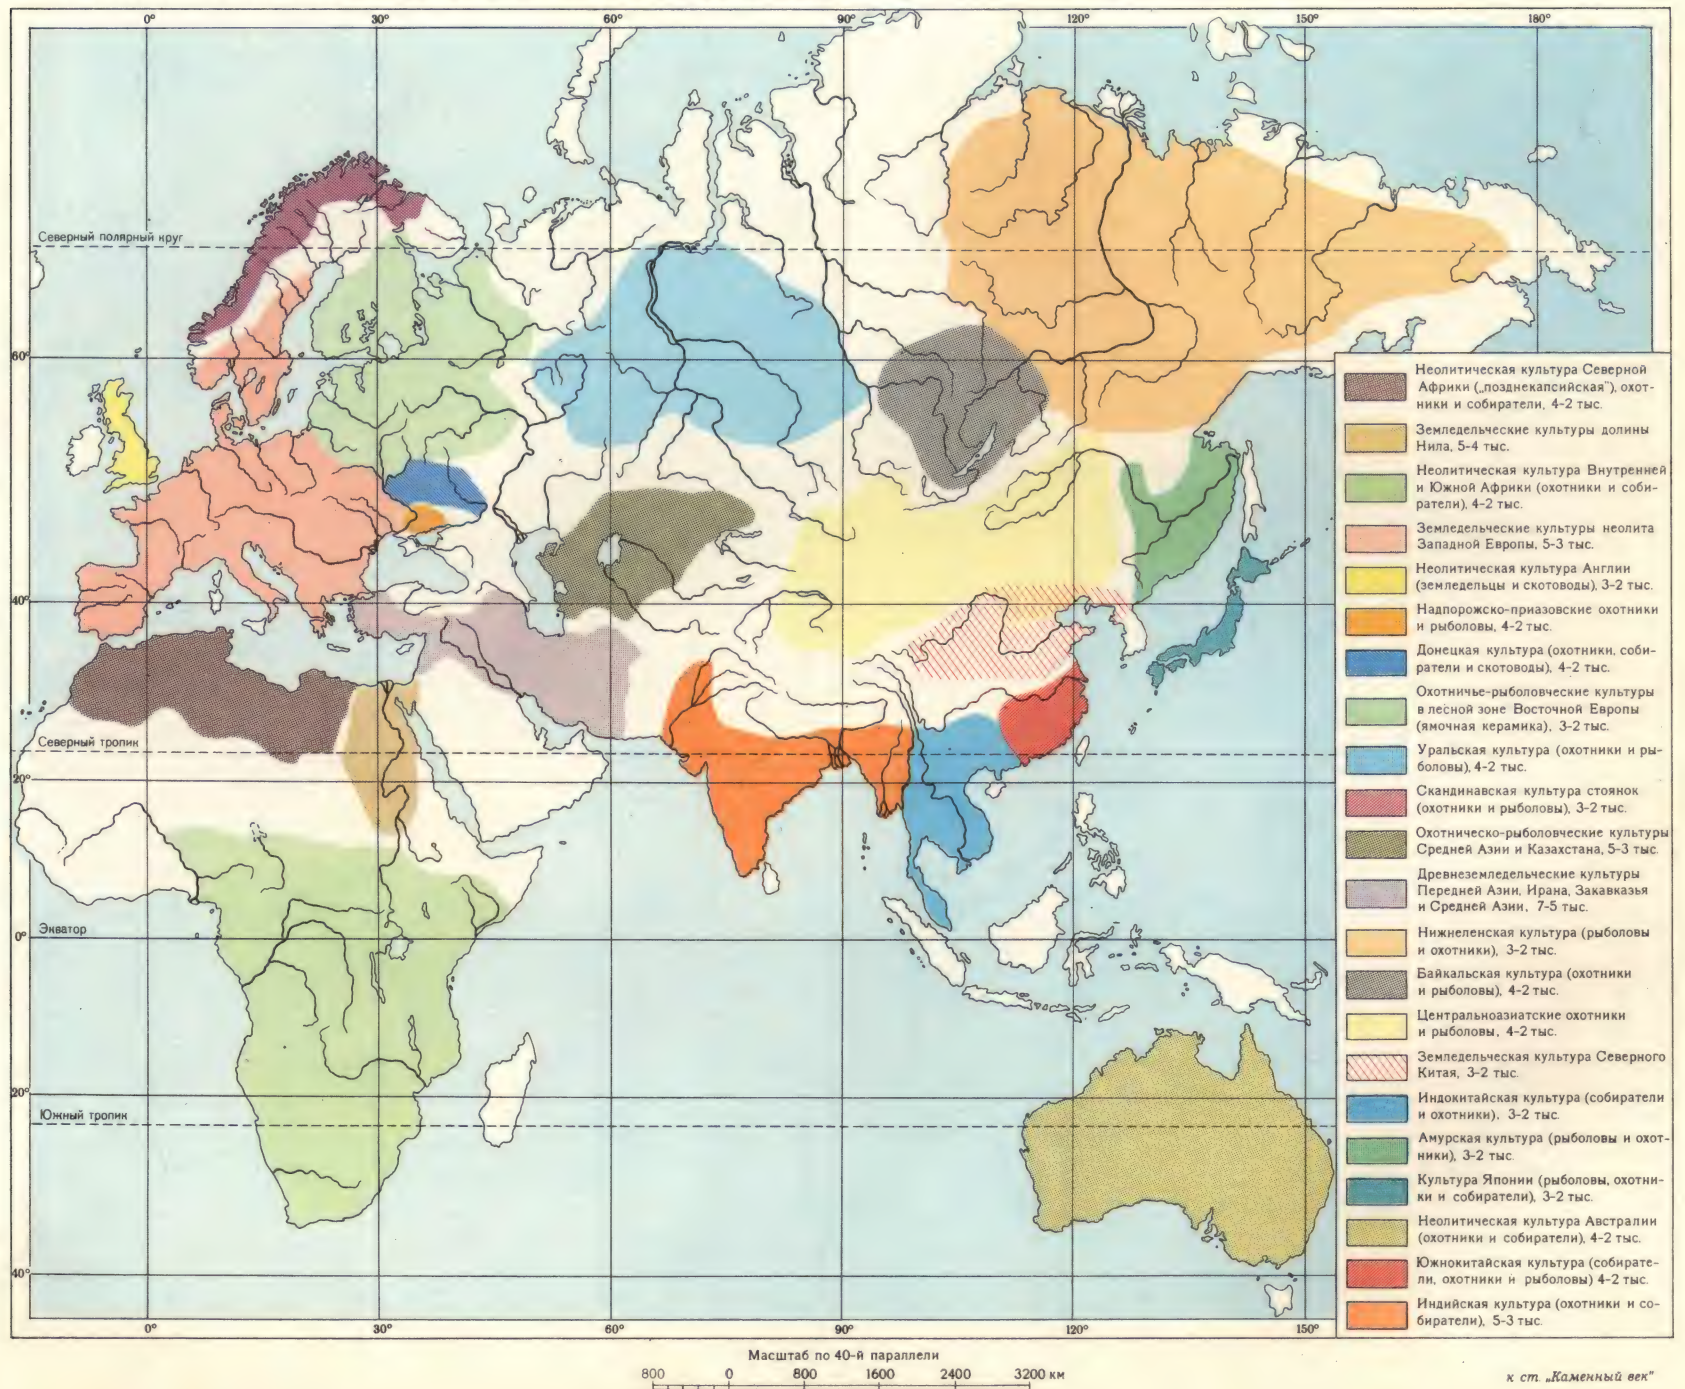 0° 30° 60° 90° 120° 150° 180°
Северный полярный круг
60°
40°
Северный тропик
20°
Экватор
0°
20°
Южный тропик
40°
0° 30° 60° 90° 120° 150°
Неолитическая культура Северной
Африки („позднекапсийская"), охот-
ники и собиратели, 4-2 тыс.
Земледельческие культуры долины
Нила, 5-4 тыс.
Неолитическая культура Внутренней
и Южной Африки (охотники и соби-
ратели), 4-2 тыс.
Земледельческие культуры неолита
Западной Европы, 5-3 тыс.
Неолитическая культура Англии
(земледельцы и скотоводы), 3-2 тыс.
Надпорожско-приазовские охотники
и рыболовы, 4-2 тыс.
Донецкая культура (охотники, соби-
ратели и скотоводы), 4-2 тыс.
Охотничье-рыболовческие культуры
в лесной зоне Восточной Европы
(ямочная керамика), 3-2 тыс.
Уральская культура (охотники и ры-
боловы), 4-2 тыс.
Скандинавская культура стоянок
(охотники и рыболовы), 3-2 тыс.
Охотническо-рыболовческие культуры
Средней Азии и Казахстана, 5-3 тыс.
Древнеземледельческие культуры
Передней Азии, Ирана, Закавказья
и Средней Азии, 7-5 тыс.
Нижнеленская культура (рыболовы
и охотники), 3-2 тыс.
Байкальская культура (охотники
и рыболовы), 4-2 тыс.
Центральноазиатские охотники
и рыболовы, 4-2 тыс.
Земледельческая культура Северного
Китая, 3-2 тыс.
Индокитайская культура (собиратели
и охотники), 3-2 тыс.
Амурская культура (рыболовы и охот-
ники), 3-2 тыс.
Культура Японии (рыболовы, охотни-
ки и собиратели), 3-2 тыс.
Неолитическая культура Австралии
(охотники и собиратели), 4-2 тыс.
Южнокитайская культура (собирате-
ли, охотники и рыболовы) 4-2 тыс.
Индийская культура (охотники и со-
биратели), 5-3 тыс.
Масштаб по 40-й параллели
800 0 800 1600 2400 3200 км
к ст. „Каменный век"